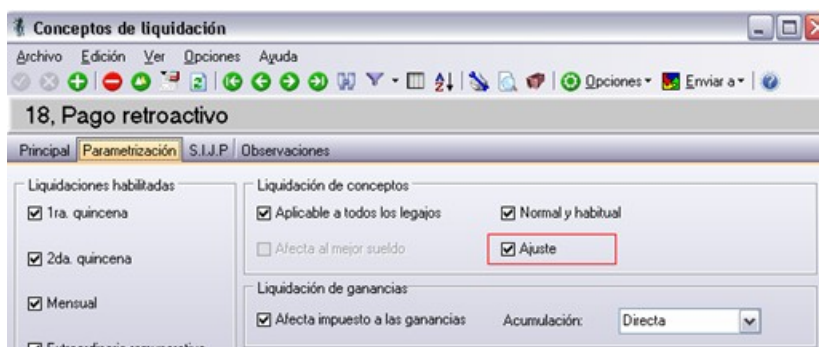 Conceptos de liquidación
Archivo Edición Ver Opciones Ayuda
Opciones Enviar a
18, Pago retroactivo
Principal Parametrización S.I.J.P Observaciones
Liquidaciones habilitadas
1ra. quincena
2da. quincena
Mensual
Liquidación de conceptos
Aplicable a todos los legajos Normal y habitual
Afecta al mejor sueldo Ajuste
Liquidación de ganancias
Afecta impuesto a las ganancias Acumulación: Directa